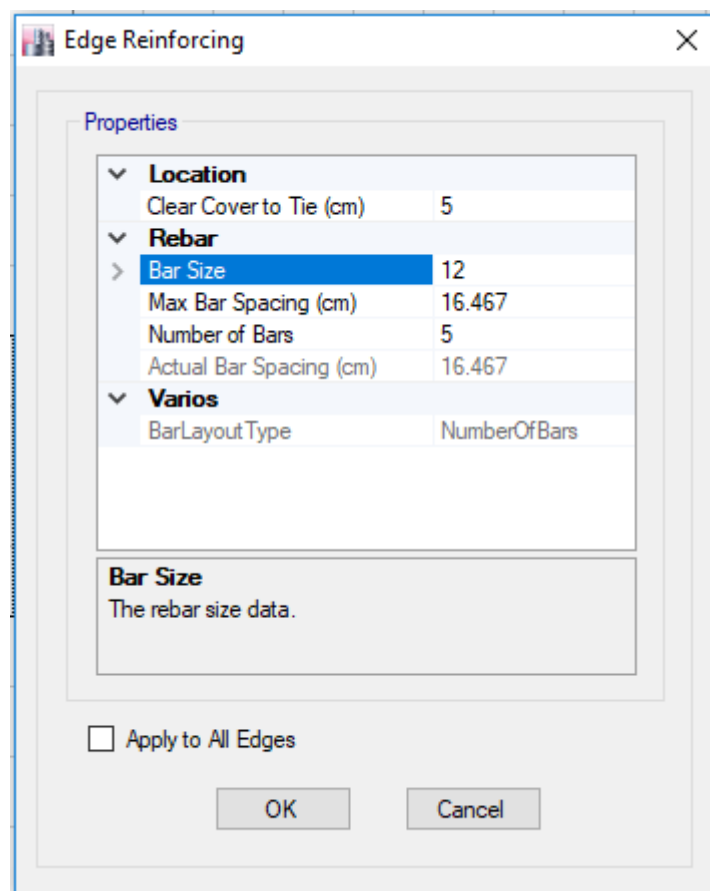 Edge Reinforcing
Properties
Location
Clear Cover to Tie (cm) 5
Rebar
Bar Size 12
Max Bar Spacing (cm) 16.467
Number of Bars 5
Actual Bar Spacing (cm) 16.467
Varios
BarLayoutType NumberOfBars
Bar Size
The rebar size data.
Apply to All Edges
OK Cancel